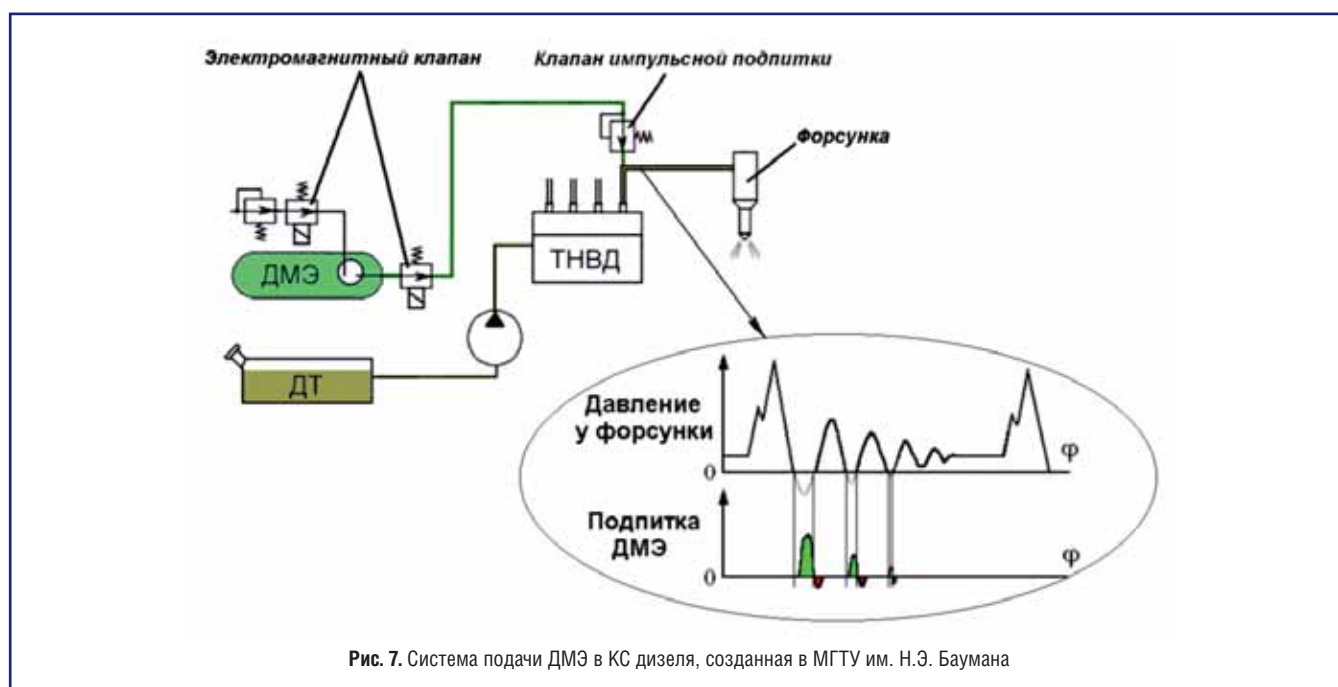 Электромагнитный клапан
Клапан импульсной подпитки
Форсунка
ТНВД
ДМЭ
ДТ
Давление
у форсунки
0
φ
Подпитка
ДМЭ
0
φ
Рис. 7. Система подачи ДМЭ в КС дизеля, созданная в МГТУ им. Н.Э. Баумана